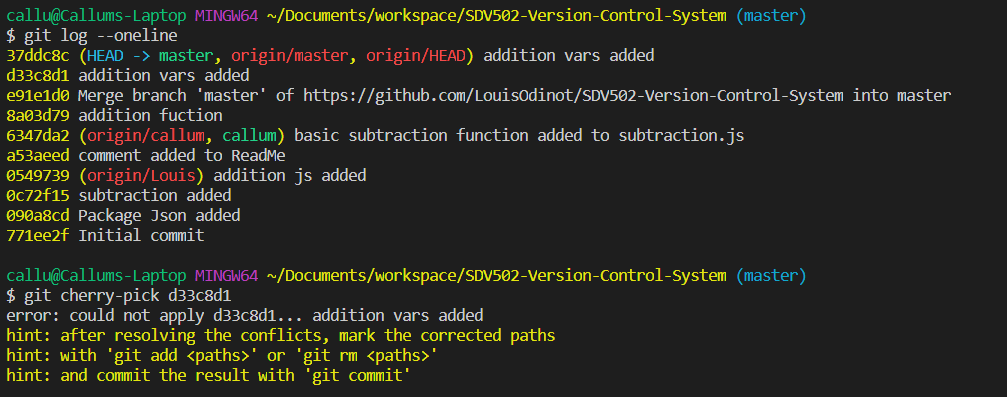 callu@Callums-Laptop MINGW64 ~/Documents/workspace/SDV502-Version-Control-System (master)
$ git log --oneline
37ddc8c (HEAD -> master, origin/master, origin/HEAD) addition vars added
d33c8d1 addition vars added
e91e1d0 Merge branch 'master' of https://github.com/LouisOdinot/SDV502-Version-Control-System into master
8a03d79 addition fuction
6347da2 (origin/callum, callum) basic subtraction function added to subtraction.js
a53aeed comment added to ReadMe
0549739 (origin/Louis) addition js added
0c72f15 subtraction added
090a8cd Package Json added
771ee2f Initial commit
callu@Callums-Laptop MINGW64 ~/Documents/workspace/SDV502-Version-Control-System (master)
$ git cherry-pick d33c8d1
error: could not apply d33c8d1... addition vars added
hint: after resolving the conflicts, mark the corrected paths
hint: with 'git add <paths>' or 'git rm <paths>'
hint: and commit the result with 'git commit'